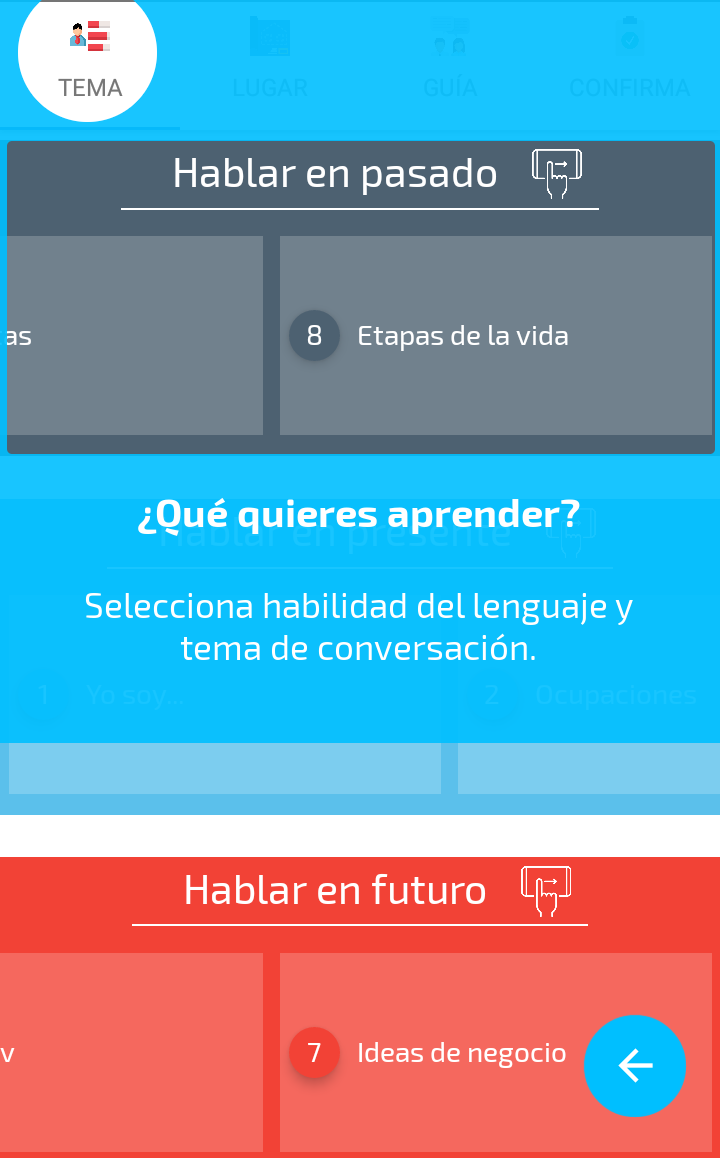 TEMA
LUGAR
GUÍA
CONFIRMA
Hablar en pasado
as
8 Etapas de la vida
¿Qué quieres aprender?
Hablar en presente
Selecciona habilidad del lenguaje y
tema de conversación.
1 Yo soy...
2 Ocupaciones
Hablar en futuro
v
7 Ideas de negocio